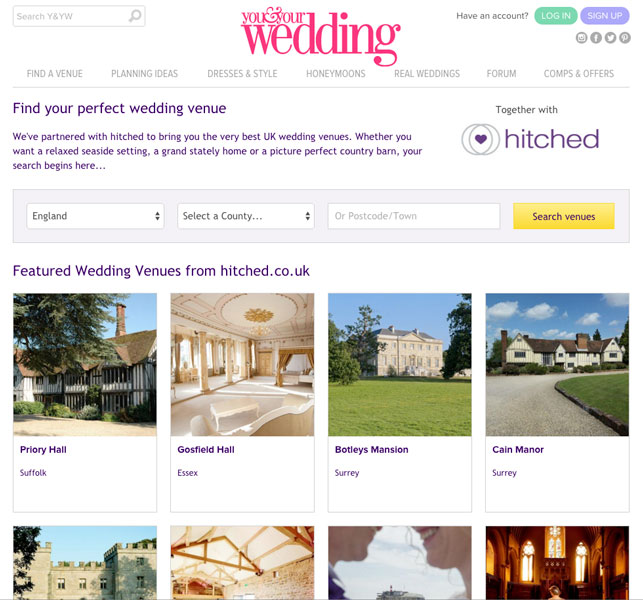 Search Y&YW
you&your
wedding
Have an account?
LOG IN
SIGN UP
FIND A VENUE
PLANNING IDEAS
DRESSES & STYLE
HONEYMOONS
REAL WEDDINGS
FORUM
COMPS & OFFERS
Find your perfect wedding venue
We've partnered with hitched to bring you the very best UK wedding venues. Whether you
want a relaxed seaside setting, a grand stately home or a picture perfect country barn, your
search begins here...
Together with
hitched
England
Select a County...
Or Postcode/Town
Search venues
Featured Wedding Venues from hitched.co.uk
Priory Hall
Suffolk
Gosfield Hall
Essex
Botleys Mansion
Surrey
Cain Manor
Surrey